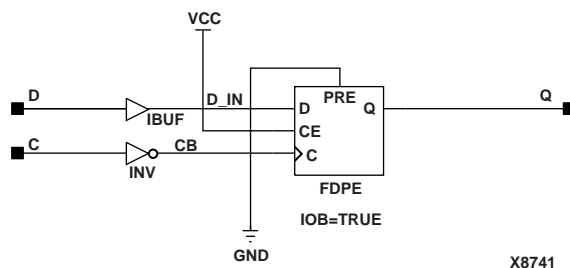 VCC
D
IBUF
D_IN
D
PRE
Q
Q
CE
C
INV
CB
C
FDPE
IOB=TRUE
GND
X8741